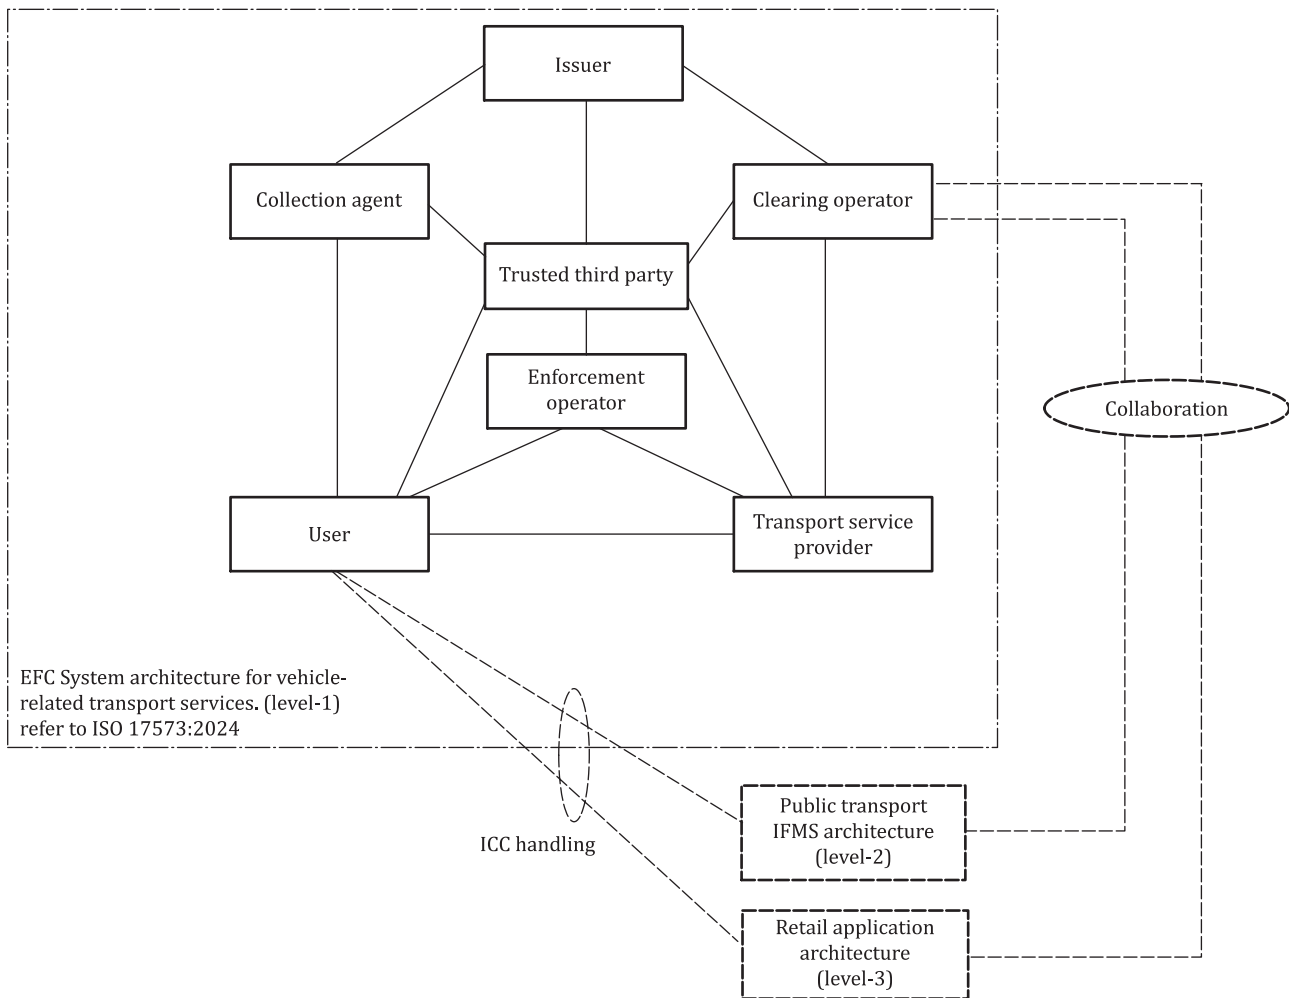 Issuer
Collection agent
Clearing operator
Trusted third party
Enforcement
operator
Collaboration
User
Transport service
provider
EFC System architecture for vehicle-
related transport services. (level-1)
refer to ISO 17573:2024
ICC handling
Public transport
IFMS architecture
(level-2)
Retail application
architecture
(level-3)